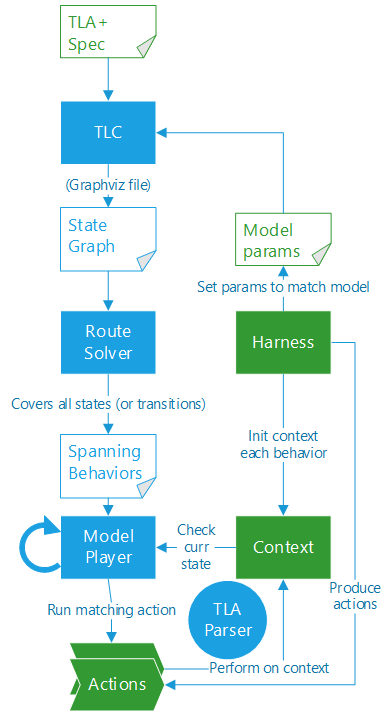 TLA+
Spec
TLC
(Graphviz file)
State
Graph
Model
params
Set params to match model
Route
Solver
Harness
Covers all states (or transitions)
Init context
each behavior
Spanning
Behaviors
Model
Player
Check
curr
state
Context
Produce
actions
Run matching action
TLA
Parser
Perform on context
Actions